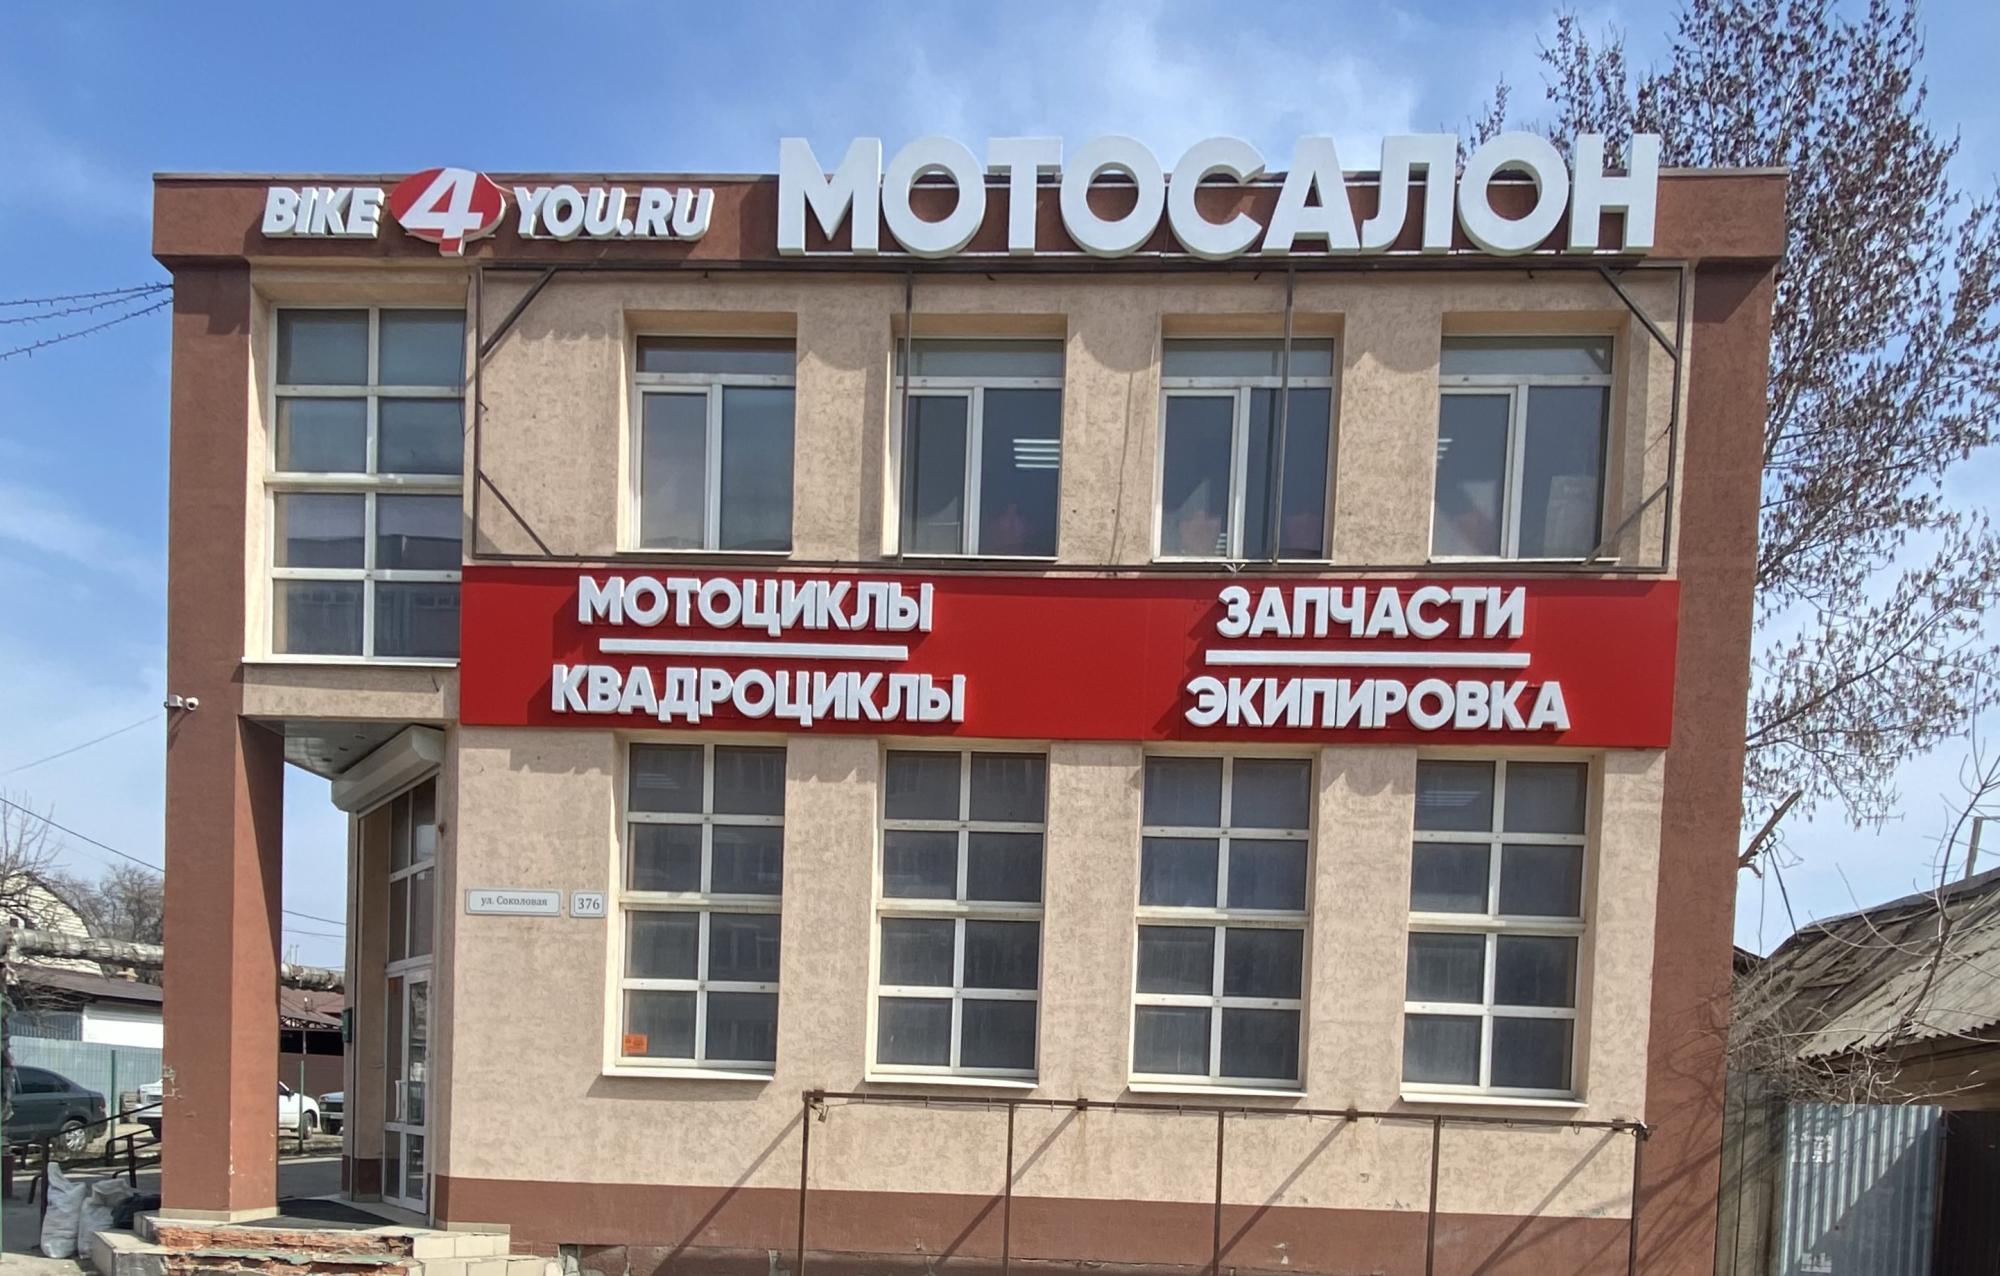 BIKE 4 YOU.RU
МОТОСАЛОН
МОТОЦИКЛЫ
КВАДРОЦИКЛЫ
ЗАПЧАСТИ
ЭКИПИРОВКА
ул. Соколовая
376